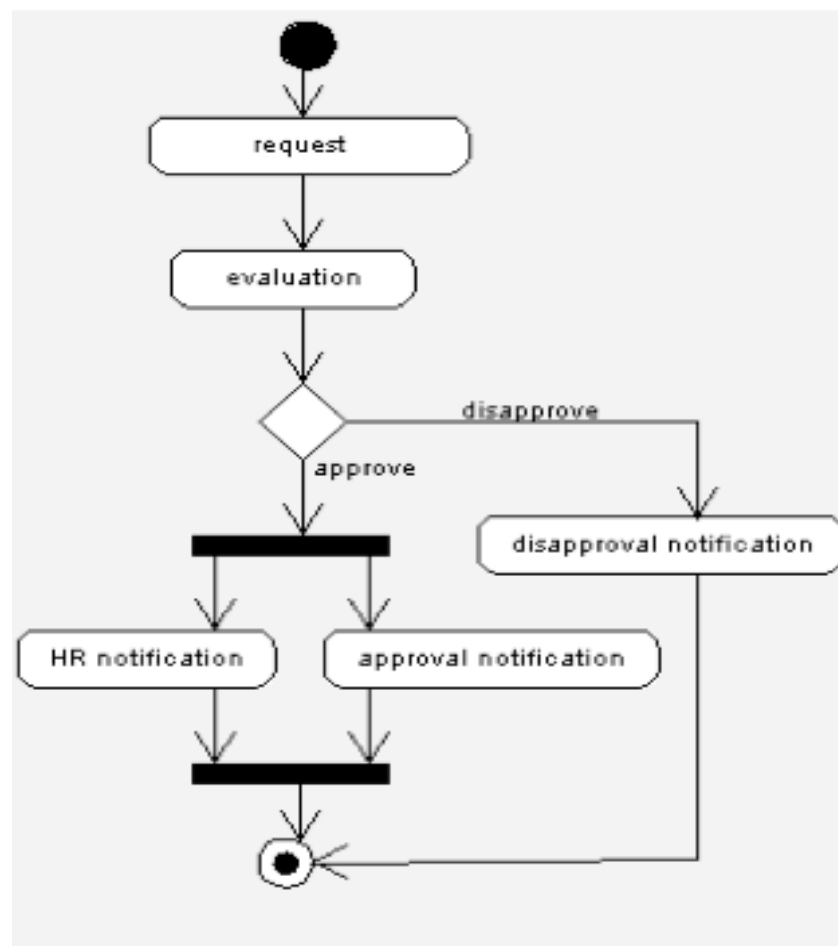 request
evaluation
disapprove
approve
disapproval notification
HR notification
approval notification